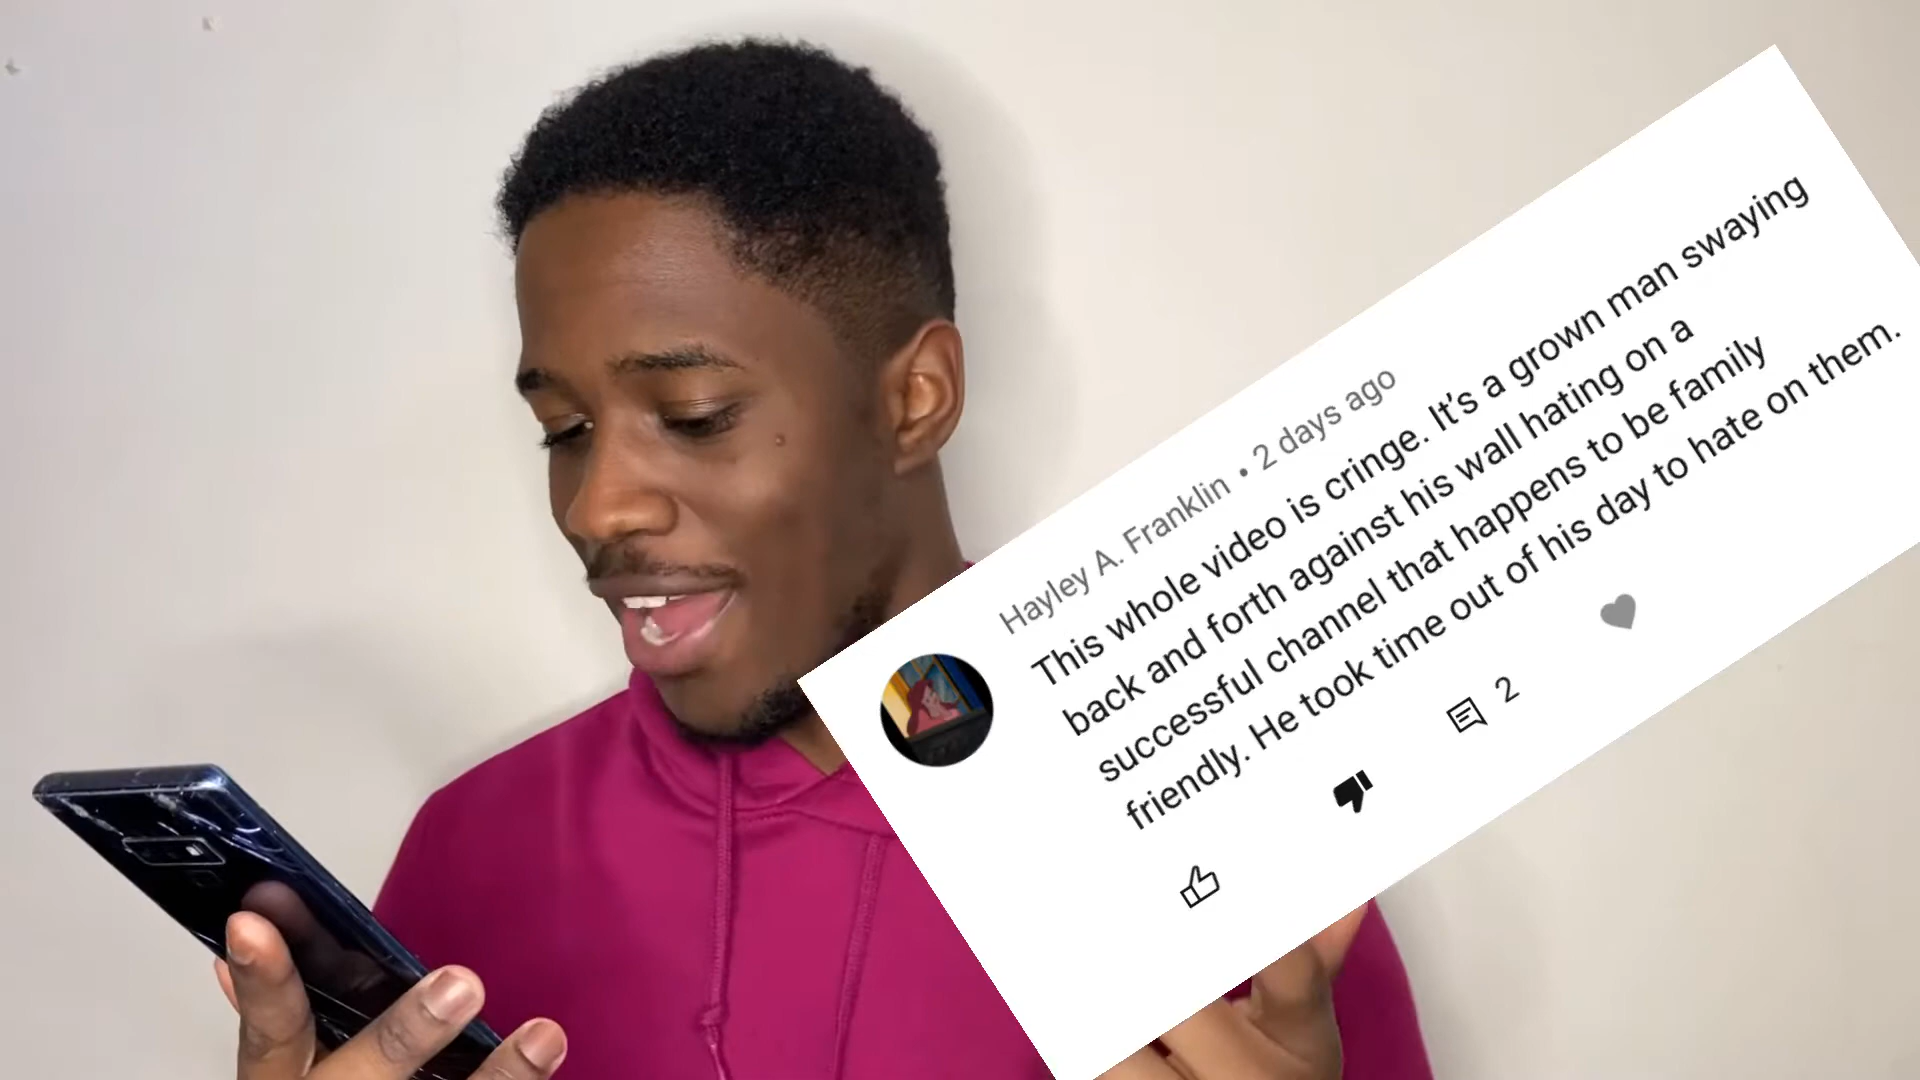 Hayley A. Franklin • 2 days ago
This whole video is cringe. It's a grown man swaying
back and forth against his wall hating on a
successful channel that happens to be family
friendly. He took time out of his day to hate on them.
2